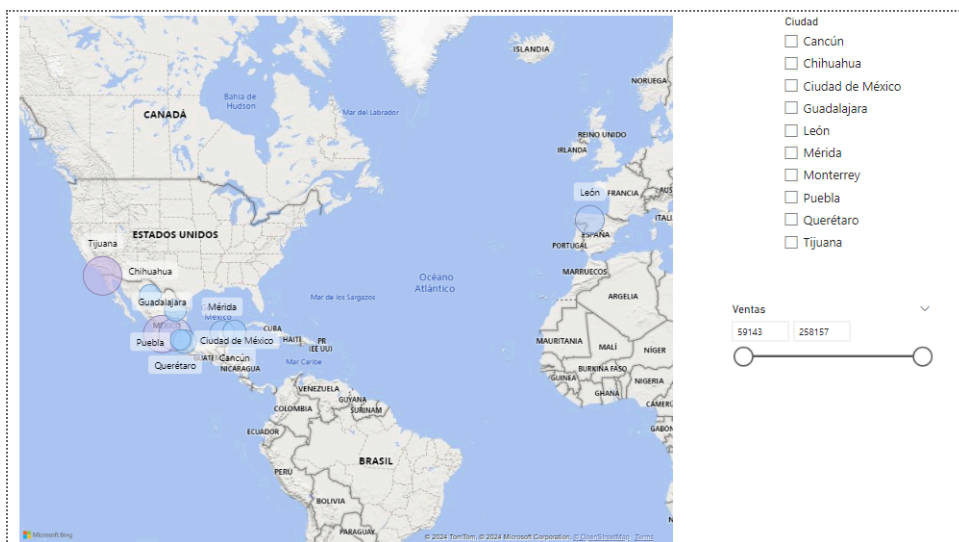 ISLANDIA
NORUEGA
Bahía de
Hudson
CANADÁ
Mar del Labrador
REINO UNIDO
IRLANDA
León
FRANCIA
ITALI
ESTADOS UNIDOS
ESPAÑA
PORTUGAL
Tijuana
Chihuahua
MARRUECOS
Océano
Atlántico
ARGELIA
Guadalajara
Mérida
Mar de los Sargazos
MÉXICO
México
CUBA
HAITÍ
PR
(EE UU)
Puebla
Ciudad de México
MAURITANIA
MALÍ
NÍGER
Querétaro
Cancún
Mar Caribe
NICARAGUA
BURKINA FASO
GUINEA
NIGERIA
GHANA
VENEZUELA
GUYANA
COLOMBIA
SURINAM
ECUADOR
BRASIL
PERÚ
BOLIVIA
PARAGUAY
Microsoft Bing
© 2024 TomTom, © 2024 Microsoft Corporation, © OpenStreetMap Terms
Ciudad
Cancún
Chihuahua
Ciudad de México
Guadalajara
León
Mérida
Monterrey
Puebla
Querétaro
Tijuana
Ventas
59143 258157